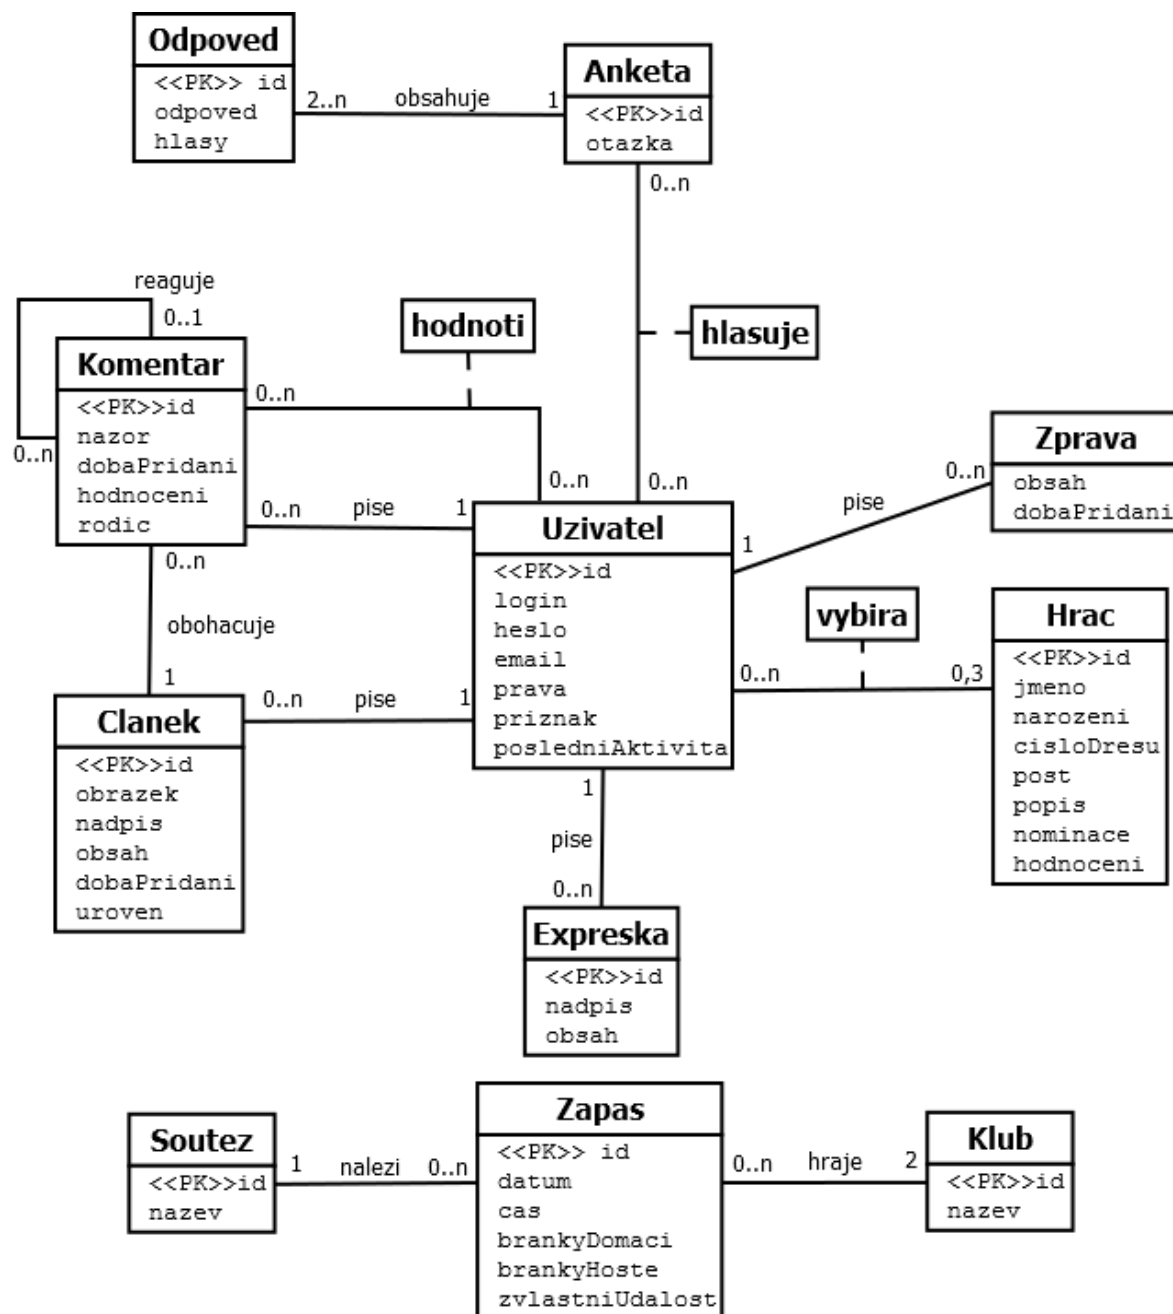 Odpoved
<<PK>> id
odpoved
hlasy
2..n
obsahuje
1
Anketa
<<PK>>id
otazka
0..n
reaguje
0..1
hodnoti
hlasuje
Komentar
<<PK>>id
nazor
dobaPridani
hodnoceni
rodic
0..n
0..n
0..n
0..n
0..n
pise
1
Uzivatel
<<PK>>id
login
heslo
email
prava
priznak
posledniAktivita
Zprava
obsah
dobaPridani
0..n
pise
1
vybira
0..n
0,3
Hrac
<<PK>>id
jmeno
narozeni
cisloDresu
post
popis
nominace
hodnoceni
0..n
obohacuje
1
Clanek
<<PK>>id
obrazek
nadpis
obsah
dobaPridani
uroven
0..n
pise
1
1
pise
0..n
Expreska
<<PK>>id
nadpis
obsah
Soutez
<<PK>>id
nazev
1
nalezi
0..n
Zapas
<<PK>> id
datum
cas
brankyDomaci
brankyHoste
zvlastniUdalost
0..n
hraje
2
Klub
<<PK>>id
nazev